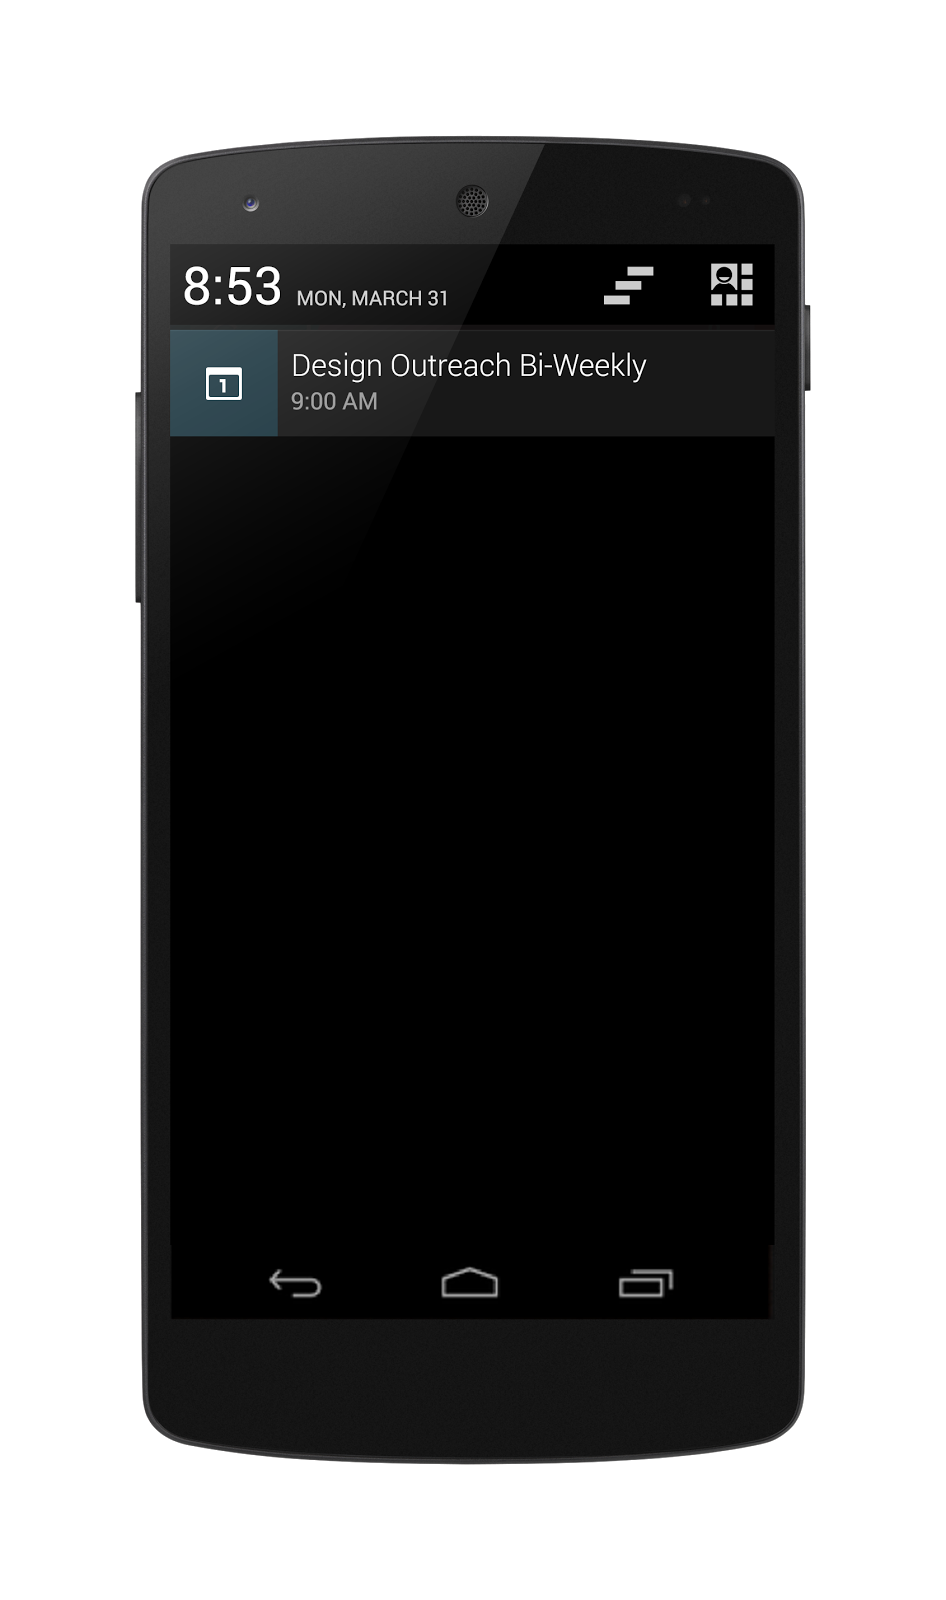 8:53 MON, MARCH 31
Design Outreach Bi-Weekly
1
9:00 AM